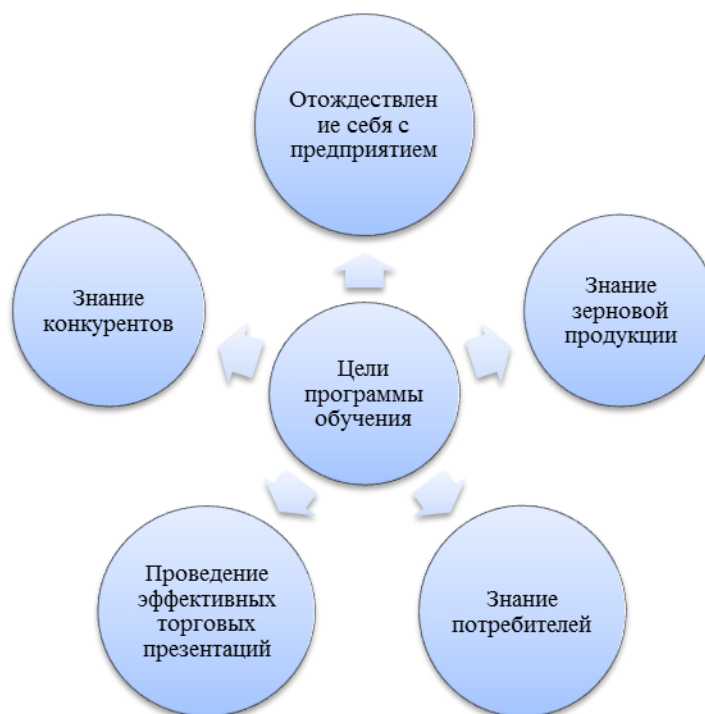 Отождествлен
ие себя с
предприятием
Знание
конкурентов
Знание
зерновой
продукции
Цели
программы
обучения
Проведение
эффективных
торговых
презентаций
Знание
потребителей